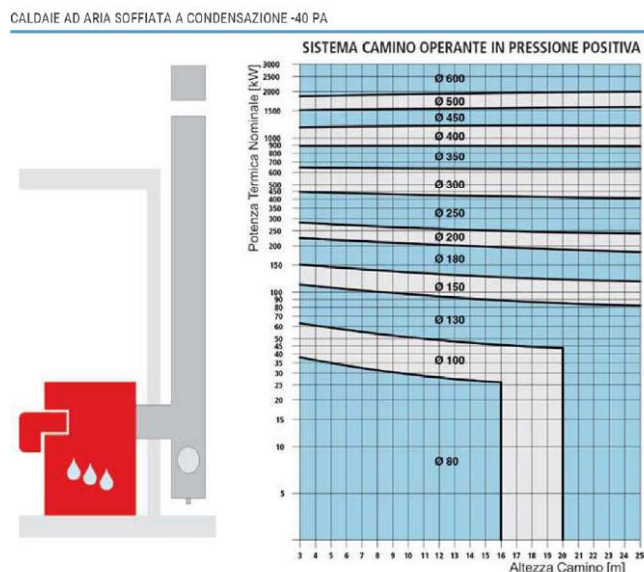 CALDAIE AD ARIA SOFFIATA A CONDENSAZIONE -40 PA
SISTEMA CAMINO OPERANTE IN PRESSIONE POSITIVA
Potenza Termica Nominale [kW]
3000
2500
2000
1500
1000
900
800
700
600
500
450
400
350
300
250
200
150
100
90
80
70
60
50
45
40
35
30
25
20
15
10
5
Ø 600
Ø 500
Ø 450
Ø 400
Ø 350
Ø 300
Ø 250
Ø 200
Ø 180
Ø 150
Ø 130
Ø 100
Ø 80
3 4 5 6 7 8 9 10 11 12 13 14 15 16 17 18 19 20 21 22 23 24 25
Altezza Camino [m]